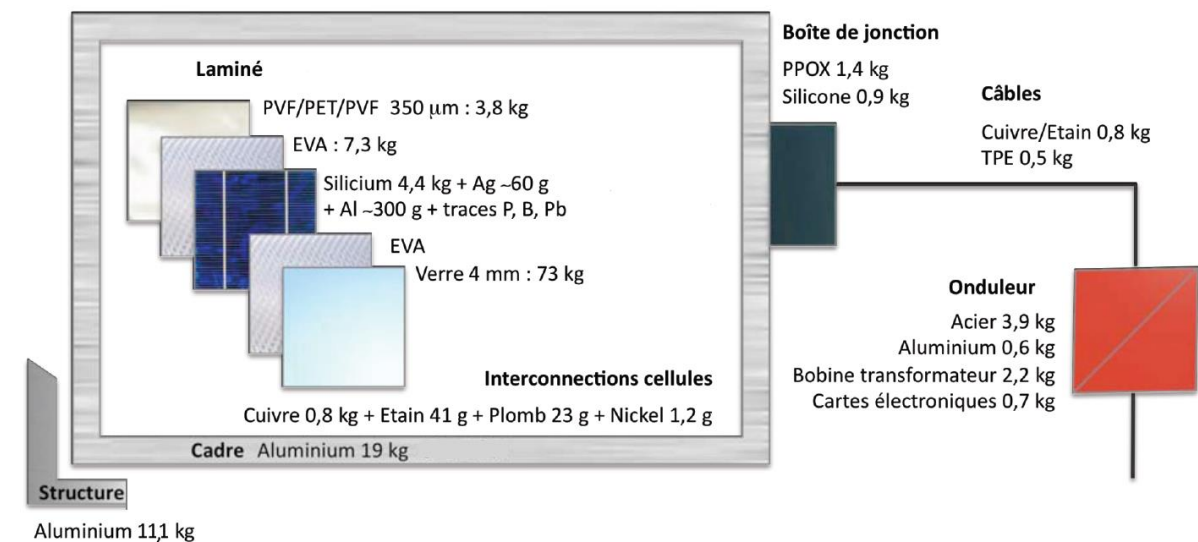 Boîte de jonction
PPOX 1,4 kg
Silicone 0,9 kg
Câbles
Cuivre/Etain 0,8 kg
TPE 0,5 kg
Laminé
PVF/PET/PVF 350 μm : 3,8 kg
EVA : 7,3 kg
Silicium 4,4 kg + Ag ~60 g
+ Al ~300 g + traces P, B, Pb
EVA
Verre 4 mm : 73 kg
Onduleur
Acier 3,9 kg
Aluminium 0,6 kg
Bobine transformateur 2,2 kg
Cartes électroniques 0,7 kg
Interconnections cellules
Cuivre 0,8 kg + Etain 41 g + Plomb 23 g + Nickel 1,2 g
Cadre Aluminium 19 kg
Structure
Aluminium 11,1 kg